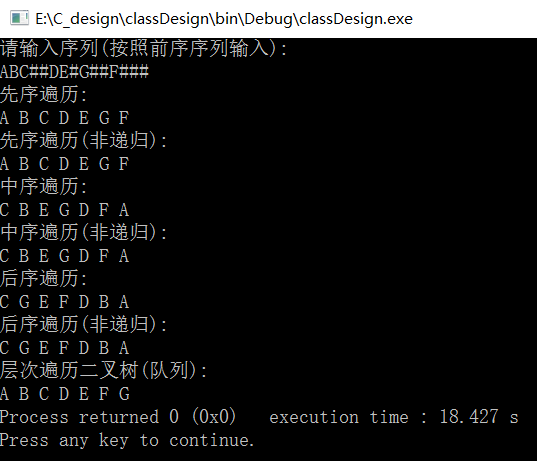 E:\C_design\classDesign\bin\Debug\classDesign.exe
请输入序列(按照前序序列输入):
ABC##DE#G##F###
先序遍历:
A B C D E G F
先序遍历(非递归):
A B C D E G F
中序遍历:
C B E G D F A
中序遍历(非递归):
C B E G D F A
后序遍历:
C G E F D B A
后序遍历(非递归):
C G E F D B A
层次遍历二叉树(队列):
A B C D E F G
Process returned 0 (0x0)   execution time : 18.427 s
Press any key to continue.